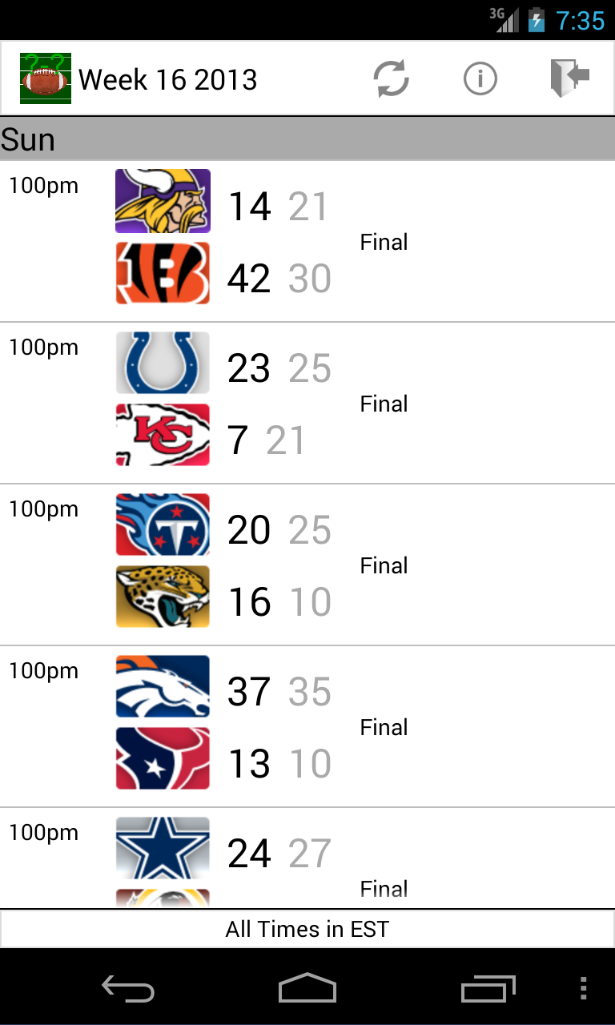 3G 7:35
?-?
Week 16 2013
Sun
100pm
14 21
B
42 30
Final
100pm
23 25
KC
7 21
Final
100pm
T
20 25
16 10
Final
100pm
37 35
13 10
Final
100pm
24 27
Final
All Times in EST